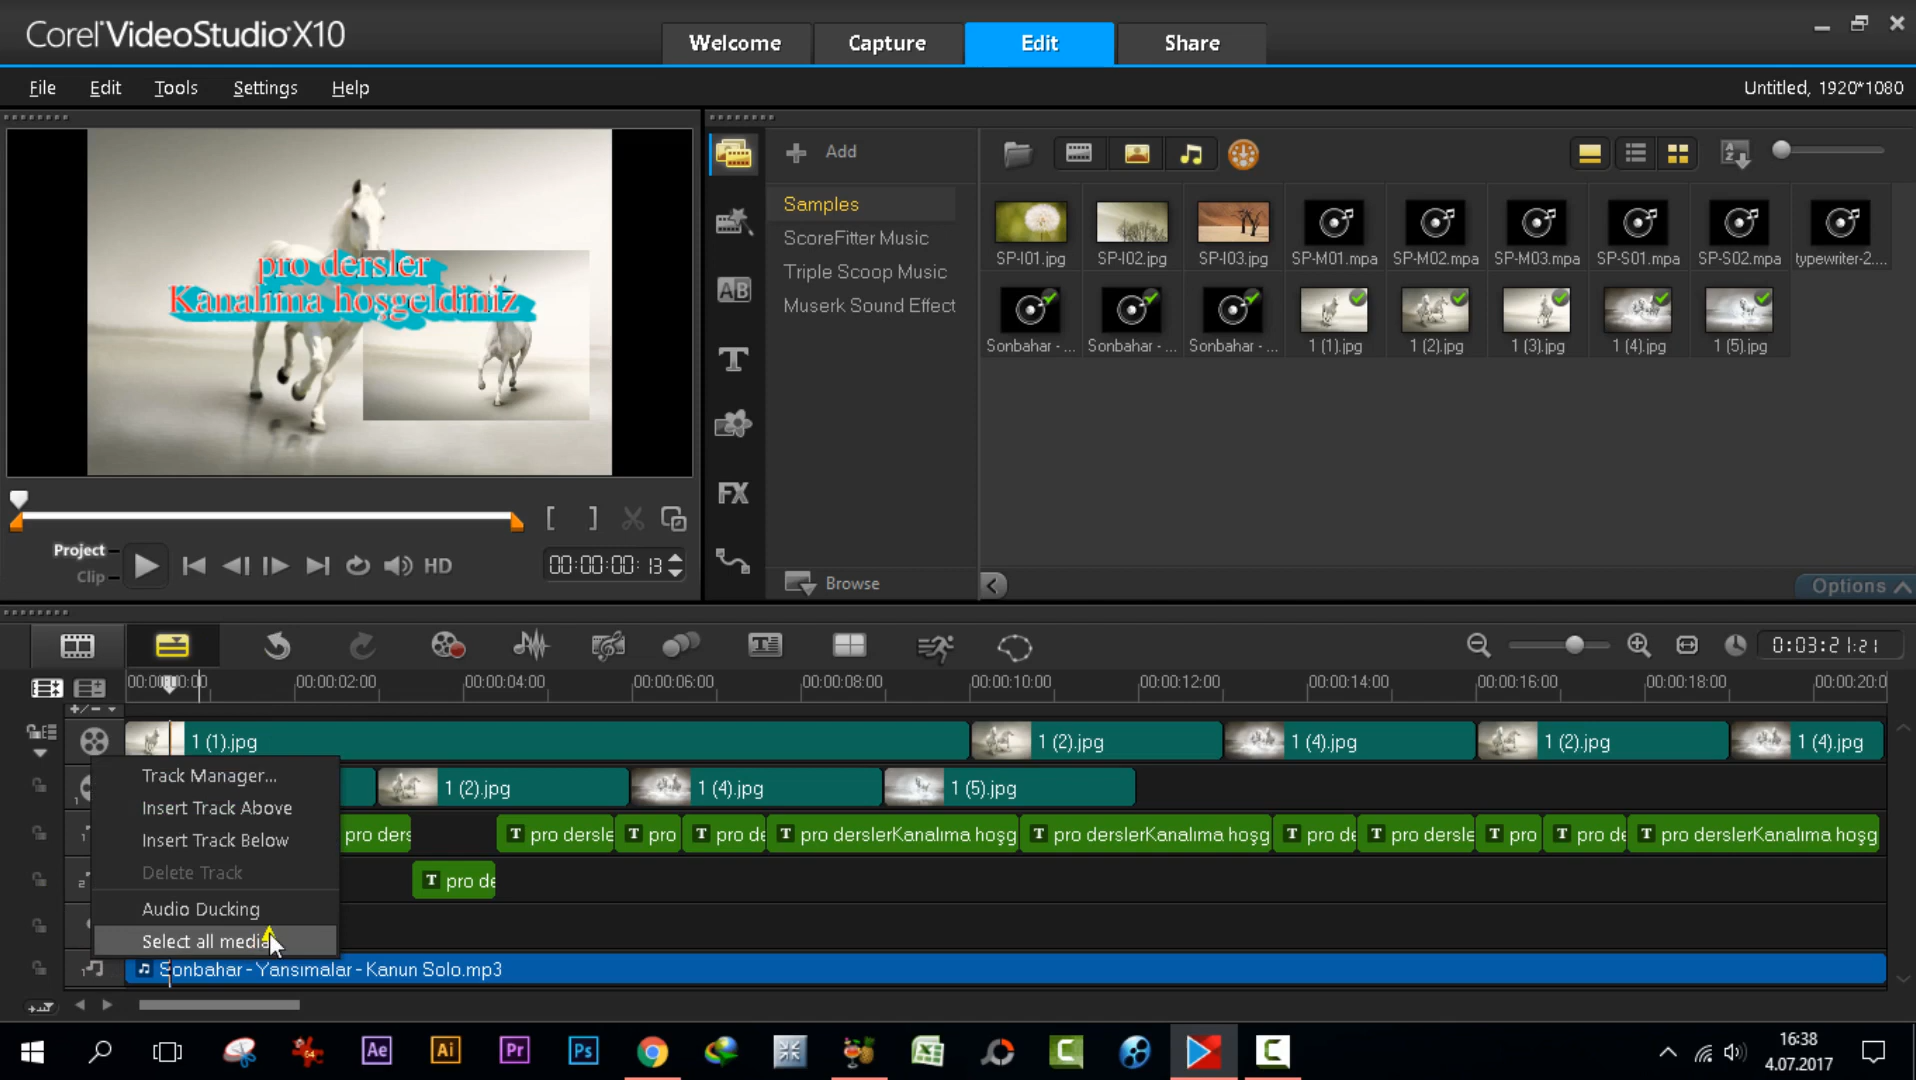 Corel VideoStudio X10
Welcome
Capture
Edit
Share
File
Edit
Tools
Settings
Help
Untitled, 1920*1080
pro dersler
Kanalıma hoşgeldiniz
Add
Samples
ScoreFitter Music
Triple Scoop Music
Muserk Sound Effect
Browse
AB
T
FX
SP-I01.jpg
SP-I02.jpg
SP-I03.jpg
SP-M01.mpa
SP-M02.mpa
SP-M03.mpa
SP-S01.mpa
SP-S02.mpa
typewriter-2....
Sonbahar - ...
Sonbahar - ...
Sonbahar - ...
1 (1).jpg
1 (2).jpg
1 (3).jpg
1 (4).jpg
1 (5).jpg
Project
Clip
HD
00:00:00:13
Options
0:03:21:21
00:00:02:00
00:00:04:00
00:00:06:00
00:00:08:00
00:00:10:00
00:00:12:00
00:00:14:00
00:00:16:00
00:00:18:00
00:00:20:0
1 (1).jpg
1 (2).jpg
1 (4).jpg
1 (2).jpg
1 (4).jpg
1 (2).jpg
1 (4).jpg
1 (5).jpg
Track Manager...
Insert Track Above
Insert Track Below
Delete Track
Audio Ducking
Select all media
pro ders
T pro dersle
T pro
T pro de
T pro derslerKanalıma hoşg
T pro derslerKanalıma hoşg
T pro de
T pro dersle
T pro
T pro de
T pro derslerKanalıma hoşg
T pro de
Sonbahar - Yansımalar - Kanun Solo.mp3
Ae
Ai
Pr
Ps
16:38
4.07.2017